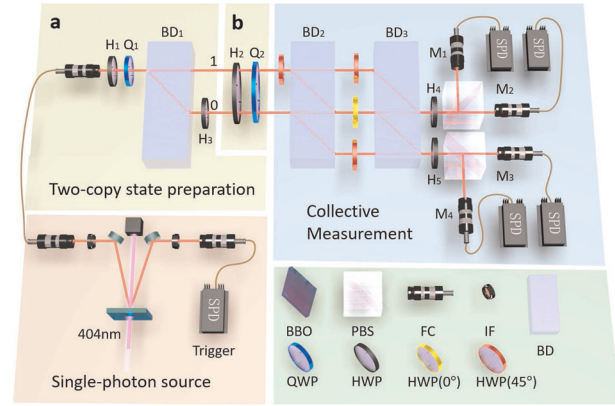 a
b
H1
Q1
BD1
1
0
H2
Q2
H3
BD2
BD3
M1
SPD
SPD
H4
M2
H5
M3
M4
SPD
SPD
Two-copy state preparation
Collective
Measurement
404nm
SPD
Trigger
Single-photon source
BBO
PBS
FC
IF
BD
QWP
HWP
HWP(0°)
HWP(45°)